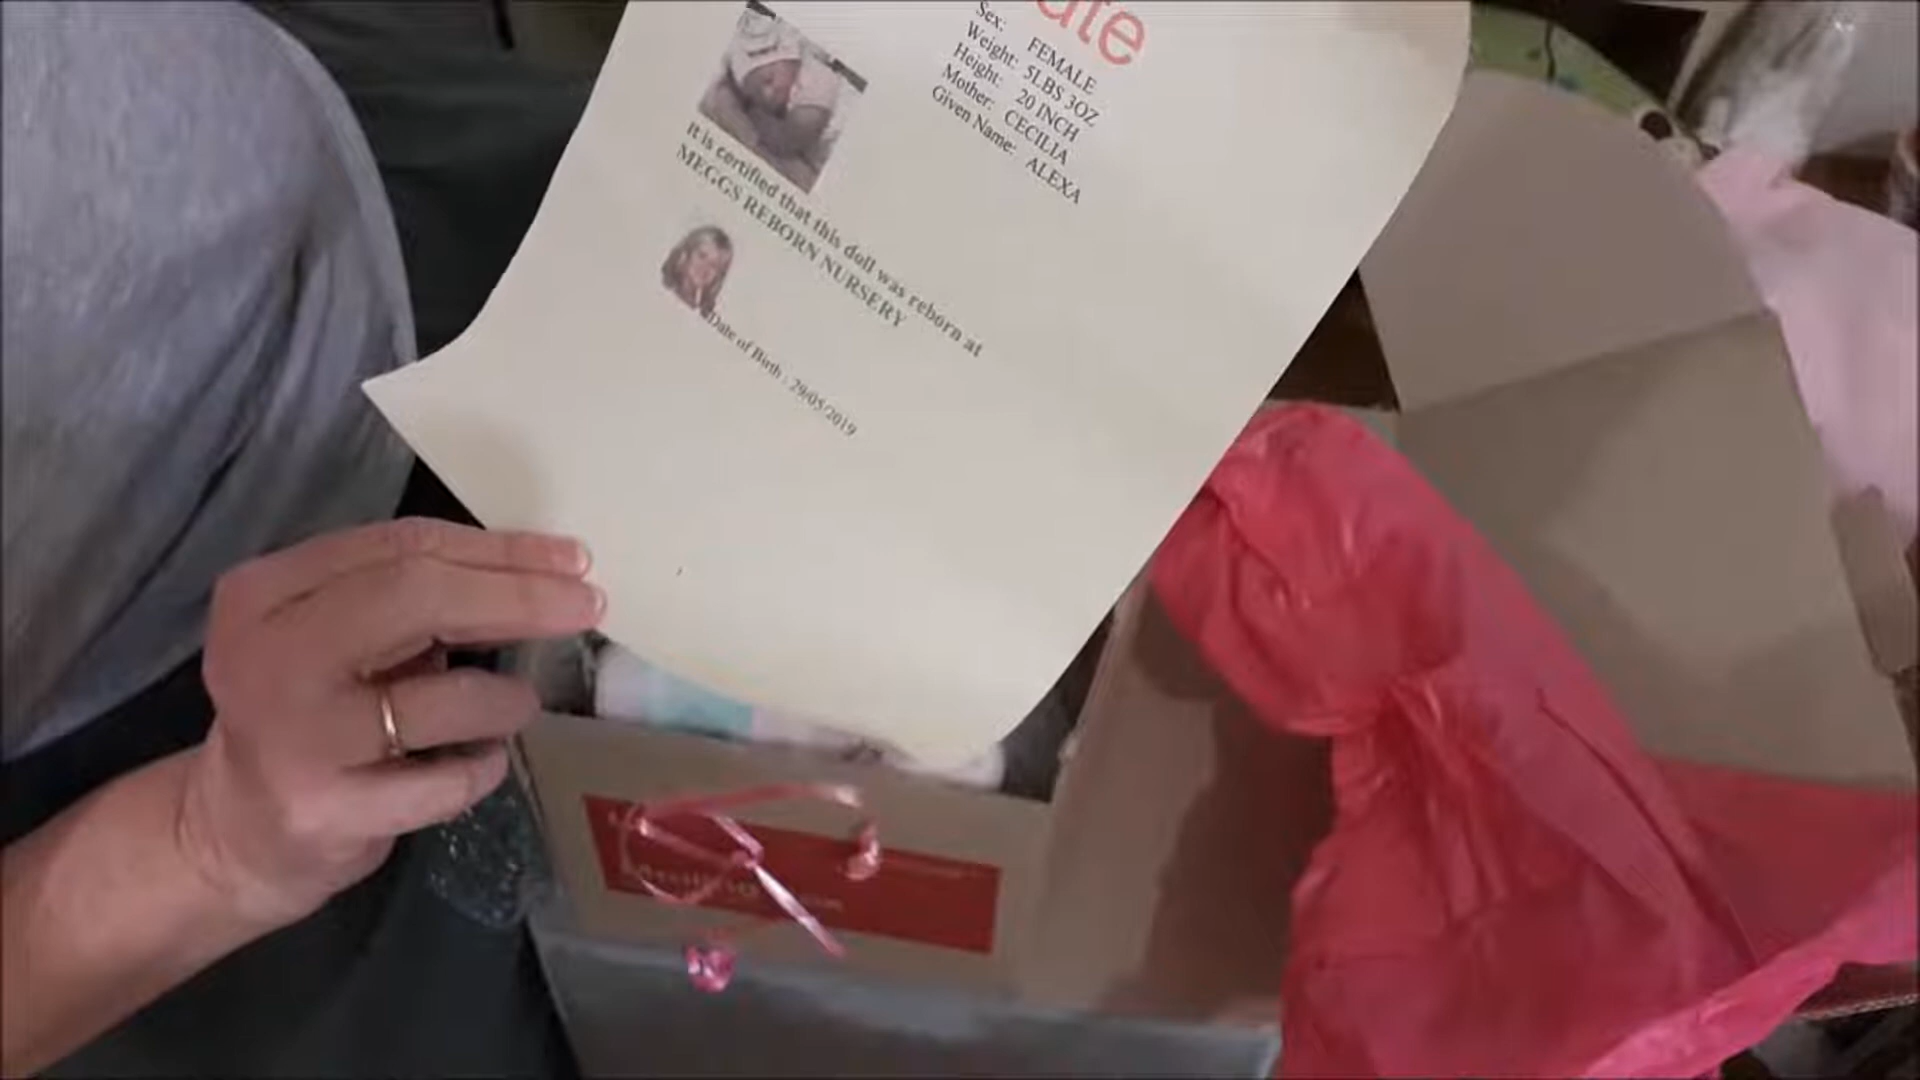 ate
Sex: FEMALE
Weight: 5LBS 3OZ
Height: 20 INCH
Mother: CECILIA
Given Name: ALEXA
It is certified that this doll was reborn at
MEGGS REBORN NURSERY
Date of Birth : 29/05/2019